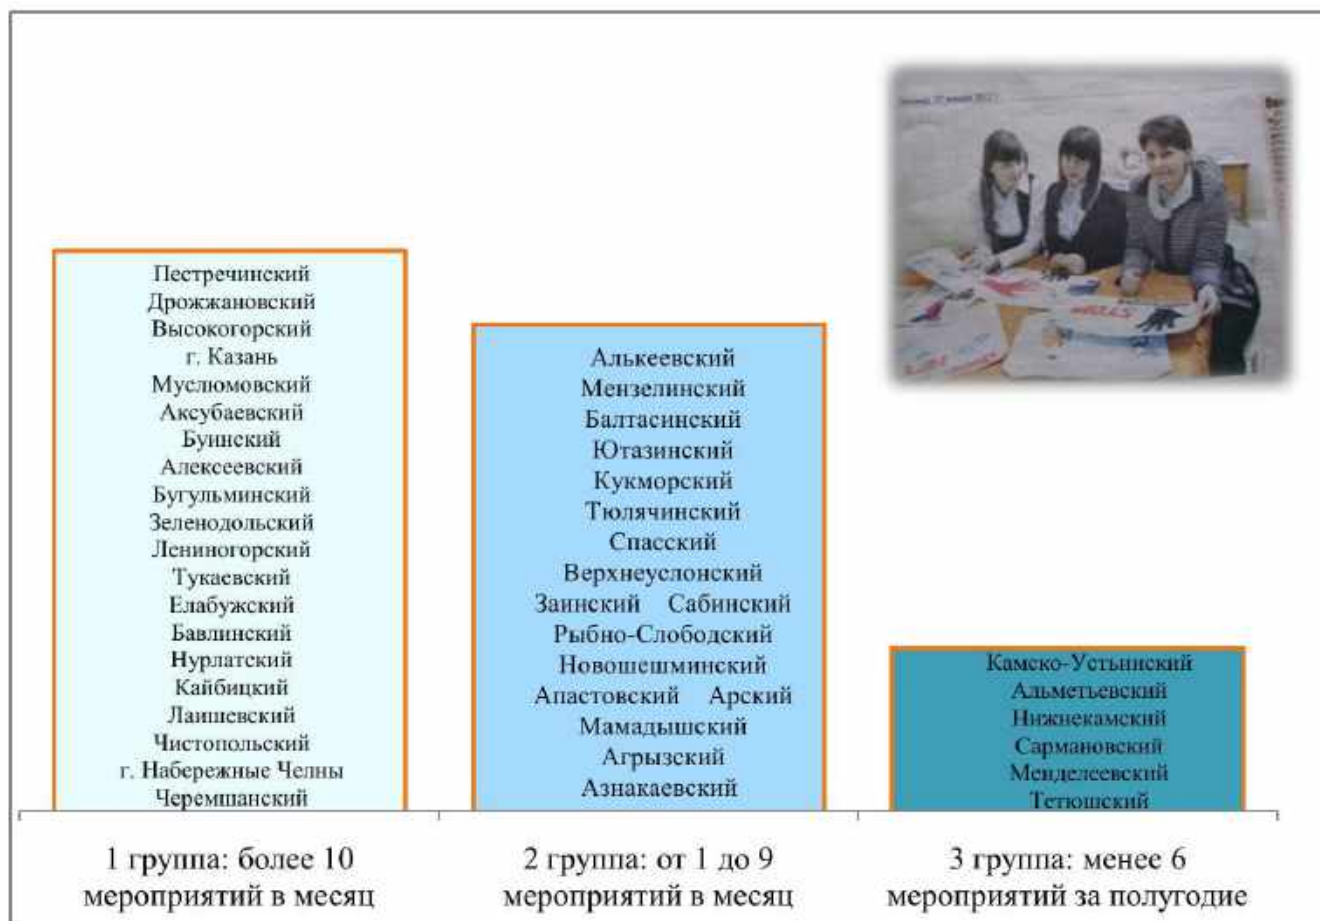 Пестречинский
Дрожжановский
Высокогорский
г. Казань
Муслюмовский
Аксубаевский
Буинский
Алексеевский
Бугульминский
Зеленодольский
Лениногорский
Тукаевский
Елабужский
Бавлинский
Нурлатский
Кайбицкий
Лаишевский
Чистопольский
г. Набережные Челны
Черемшанский
Алькеевский
Мензелинский
Балтасинский
Ютазинский
Кукморский
Тюлячинский
Спасский
Верхнеуслонский
Заинский Сабинский
Рыбно-Слободский
Новошешминский
Апастовский Арский
Мамадышский
Агрызский
Азнакаевский
Камско-Устьинский
Альметьевский
Нижнекамский
Сармановский
Менделеевский
Тетюшский
1 группа: более 10
мероприятий в месяц
2 группа: от 1 до 9
мероприятий в месяц
3 группа: менее 6
мероприятий за полугодие